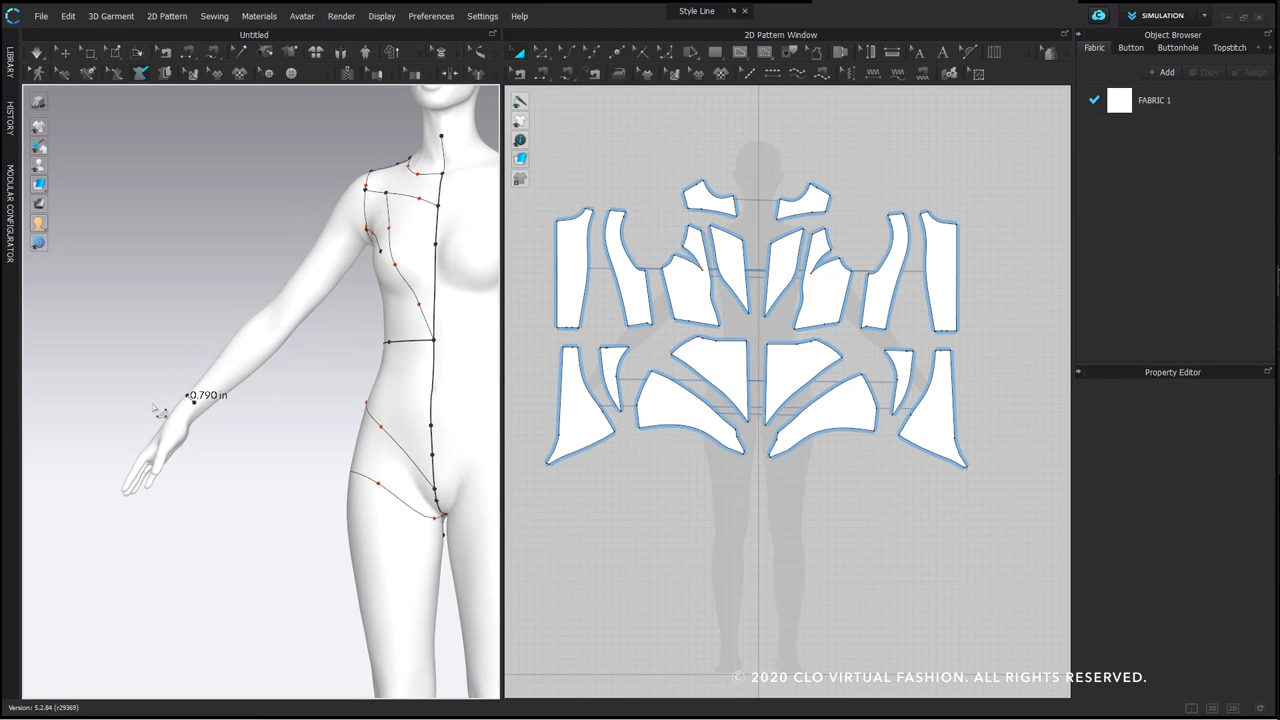 Style Line
File Edit 3D Garment 2D Pattern Sewing Materials Avatar Render Display Preferences Settings Help
SIMULATION
Untitled
2D Pattern Window
Object Browser
Fabric Button Buttonhole Topstitch
Add Copy Assign
FABRIC 1
LIBRARY
HISTORY
MODULAR CONFIGURATOR
0.790 in
Property Editor
© 2020 CLO VIRTUAL FASHION. ALL RIGHTS RESERVED.
Version: 5.2.84 (r29369)